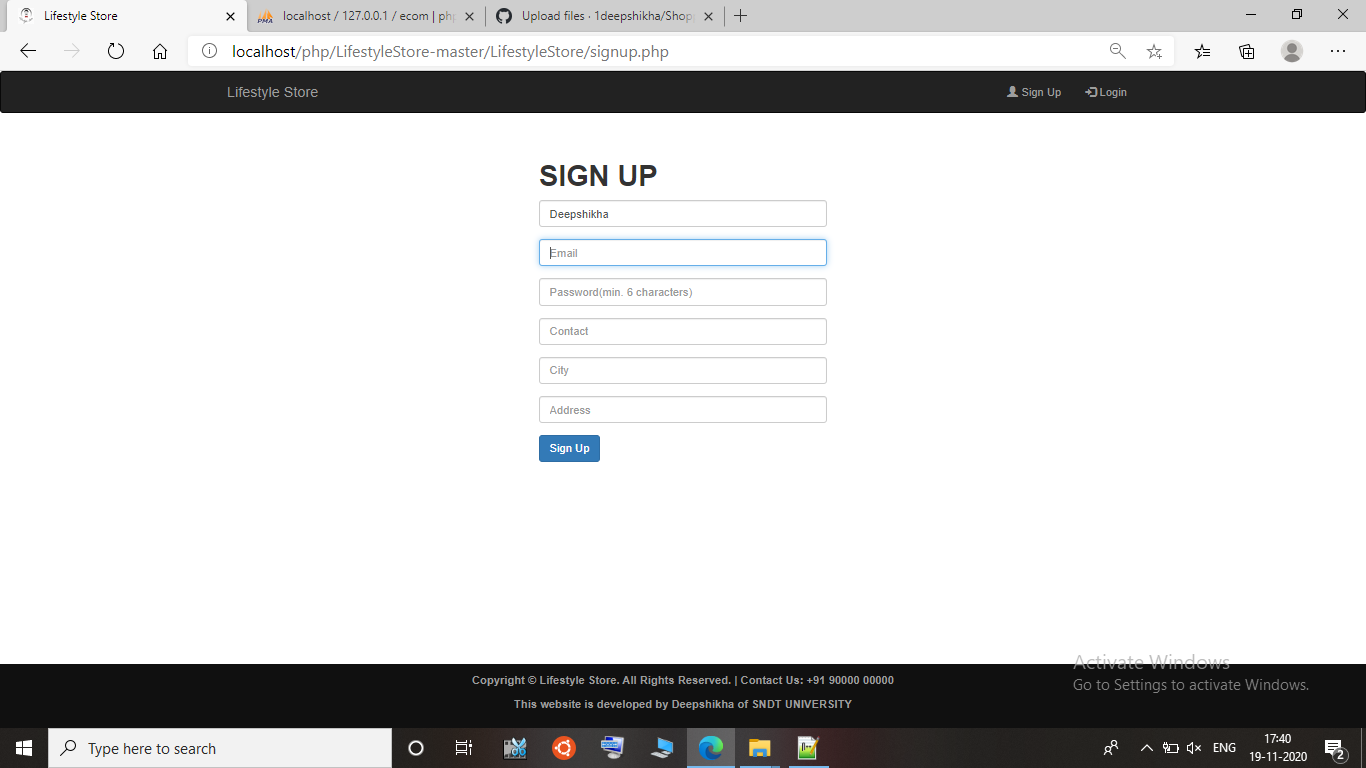 Lifestyle Store
localhost / 127.0.0.1 / ecom | php
Upload files · 1deepshikha/Shop
localhost/php/LifestyleStore-master/LifestyleStore/signup.php
Lifestyle Store
Sign Up
Login
SIGN UP
Deepshikha
Email
Password(min. 6 characters)
Contact
City
Address
Sign Up
Activate Windows
Go to Settings to activate Windows.
Copyright © Lifestyle Store. All Rights Reserved. | Contact Us: +91 90000 00000
This website is developed by Deepshikha of SNDT UNIVERSITY
Type here to search
ENG
17:40
19-11-2020
2